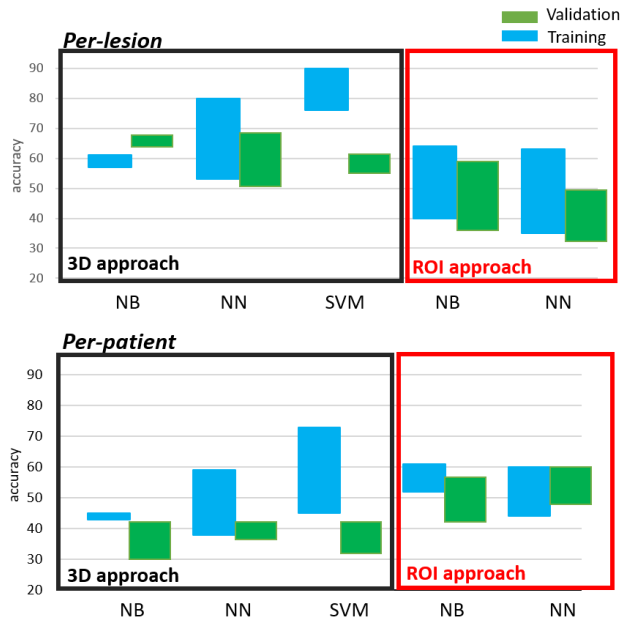 Validation
Training
Per-lesion
90
80
70
60
50
40
30
20
accuracy
3D approach
ROI approach
NB NN SVM NB NN
Per-patient
90
80
70
60
50
40
30
20
accuracy
3D approach
ROI approach
NB NN SVM NB NN